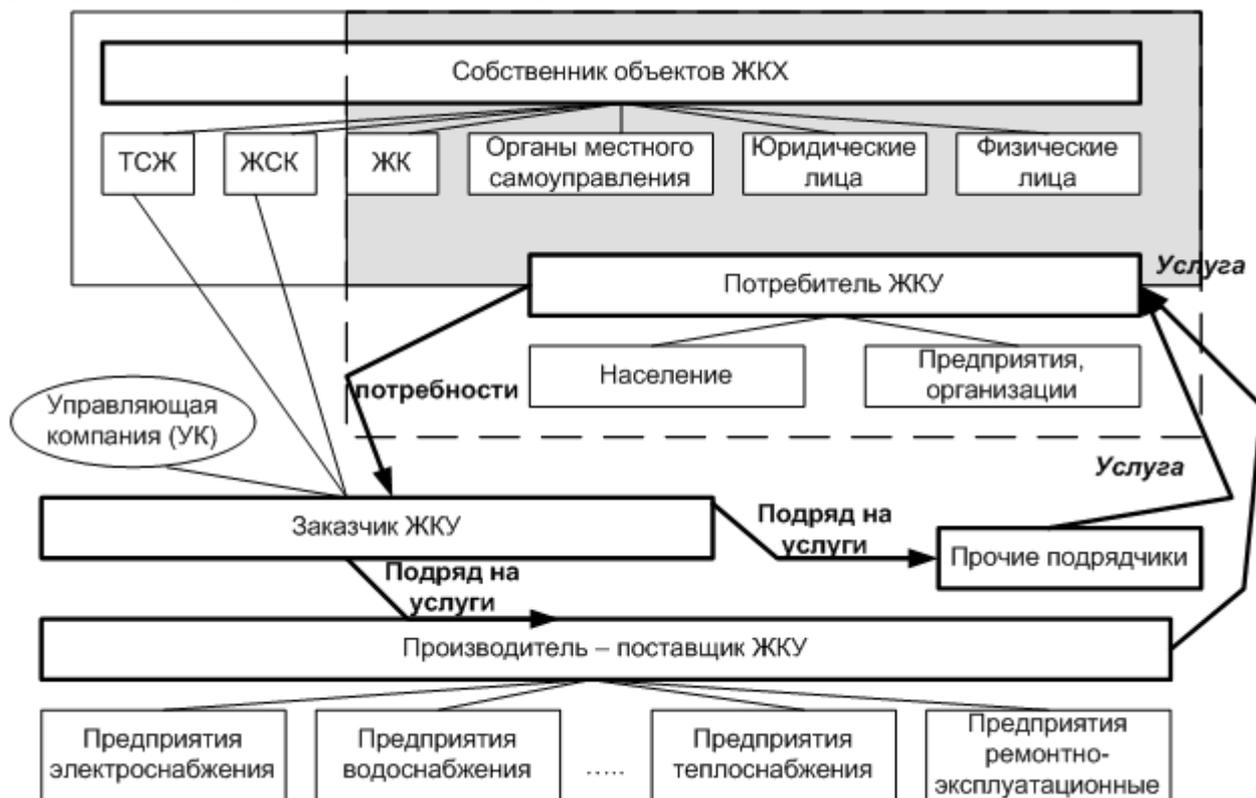 Собственник объектов ЖКХ
ТСЖ
ЖСК
ЖК
Органы местного
самоуправления
Юридические
лица
Физические
лица
Услуга
Потребитель ЖКУ
Население
Предприятия,
организации
потребности
Управляющая
компания (УК)
Услуга
Заказчик ЖКУ
Подряд на
услуги
Прочие подрядчики
Подряд на
услуги
Производитель – поставщик ЖКУ
Предприятия
электроснабжения
Предприятия
водоснабжения
.....
Предприятия
теплоснабжения
Предприятия
ремонтно-
эксплуатационные